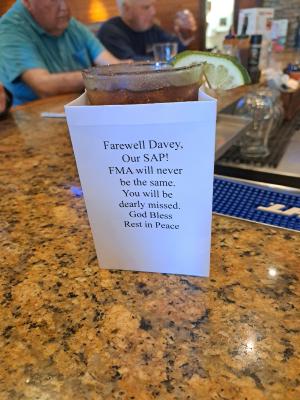 Farewell Davey,
Our SAP!
FMA will never
be the same.
You will be
dearly missed.
God Bless
Rest in Peace